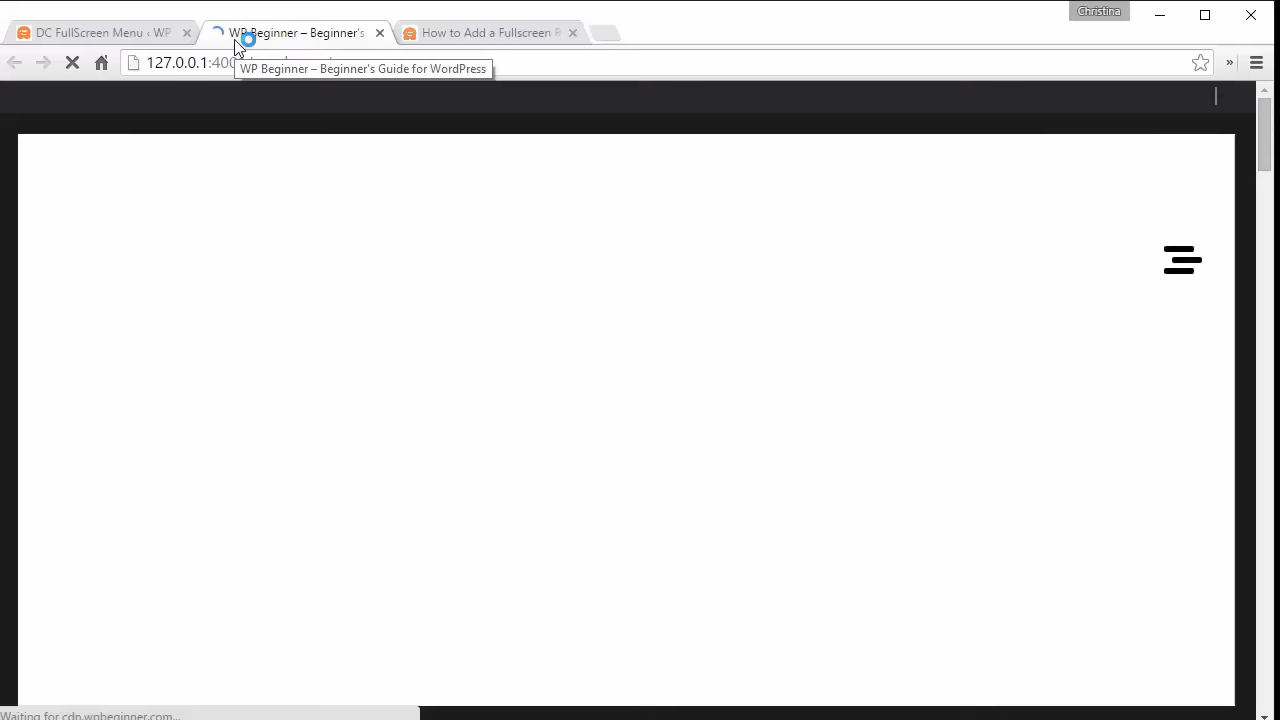 Christina
DC FullScreen Menu ‹ WP
WP Beginner – Beginner's
How to Add a Fullscreen R
127.0.0.1:400
WP Beginner – Beginner's Guide for WordPress
Waiting for cdn.wpbeginner.com...